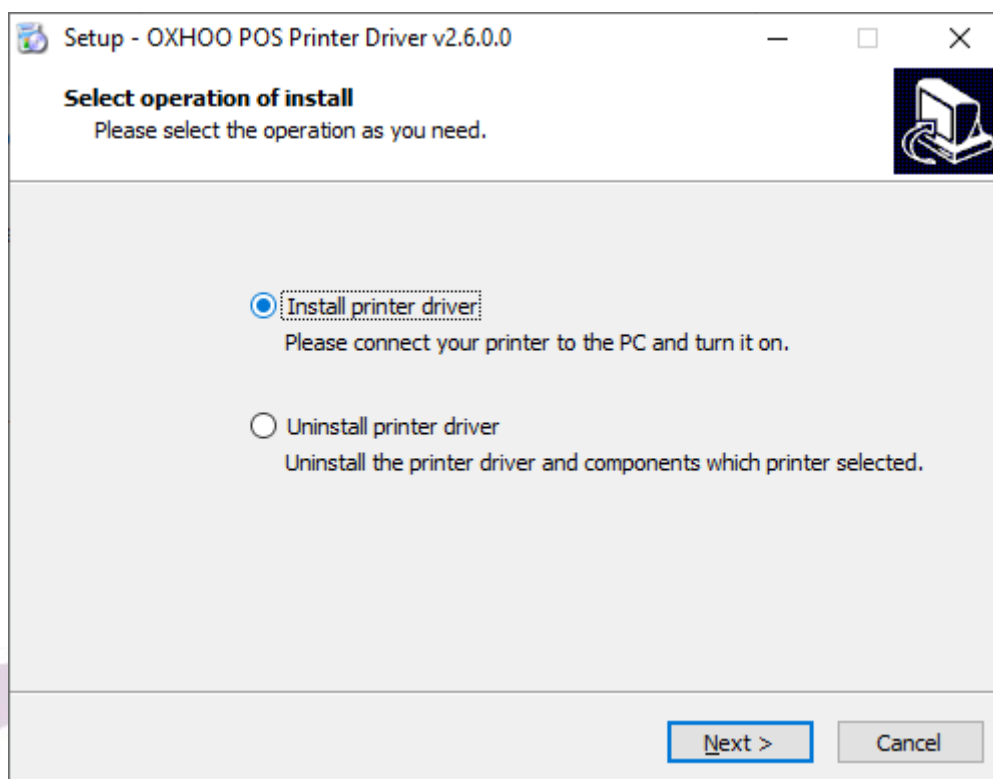 Setup - OXHOO POS Printer Driver v2.6.0.0
Select operation of install
Please select the operation as you need.
Install printer driver
Please connect your printer to the PC and turn it on.
Uninstall printer driver
Uninstall the printer driver and components which printer selected.
Next >
Cancel